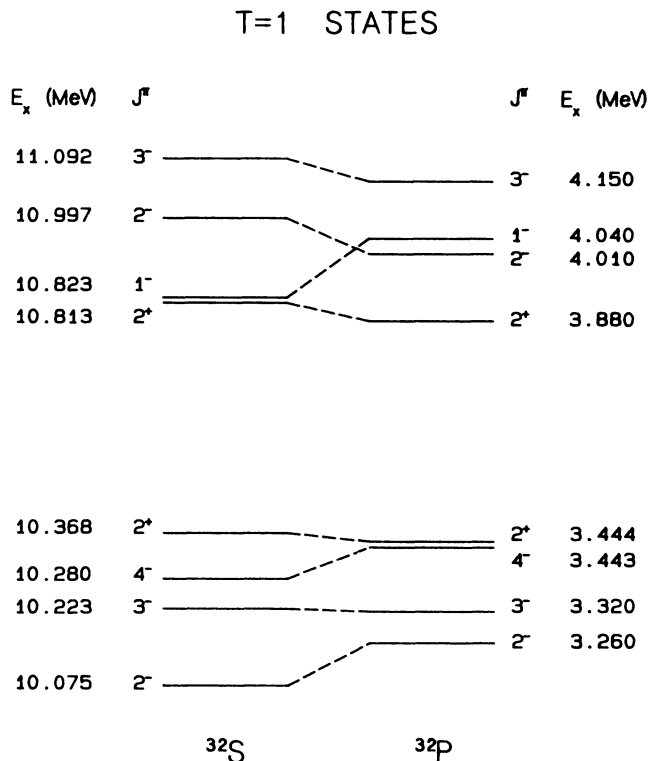 T=1 STATES
Eₓ (MeV) Jᵖ Jᵖ Eₓ (MeV)
11.092 3⁻ 3⁻ 4.150
10.997 2⁻ 1⁻ 4.040
2⁻ 4.010
10.823 1⁻
10.813 2⁺ 2⁺ 3.880
10.368 2⁺ 2⁺ 3.444
10.280 4⁻ 4⁻ 3.443
10.223 3⁻ 3⁻ 3.320
2⁻ 3.260
10.075 2⁻
³²S ³²P